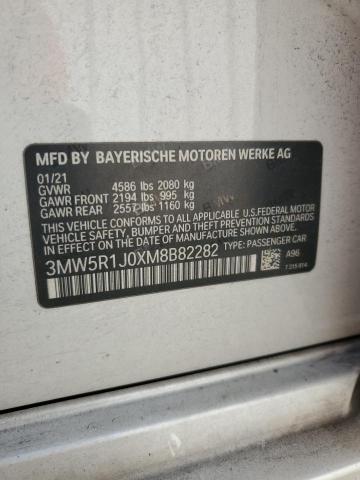 MFD BY BAYERISCHE MOTOREN WERKE AG
01/21
GVWR 4586 lbs 2080 kg
GAWR FRONT 2194 lbs 995 kg
GAWR REAR 2557 lbs 1160 kg
THIS VEHICLE CONFORMS TO ALL APPLICABLE U.S. FEDERAL MOTOR
VEHICLE SAFETY, BUMPER, AND THEFT PREVENTION STANDARDS
IN EFFECT ON THE DATE OF MANUFACTURE SHOWN ABOVE.
3MW5R1J0XM8B82282 TYPE: PASSENGER CAR
A96